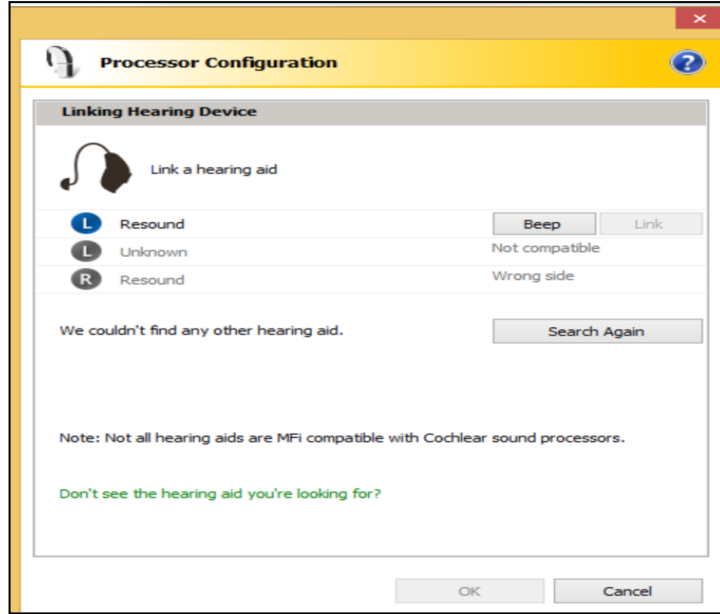 Processor Configuration
?
Linking Hearing Device
Link a hearing aid
L Resound Beep Link
L Unknown Not compatible
R Resound Wrong side
We couldn't find any other hearing aid. Search Again
Note: Not all hearing aids are MFi compatible with Cochlear sound processors.
Don't see the hearing aid you're looking for?
OK Cancel